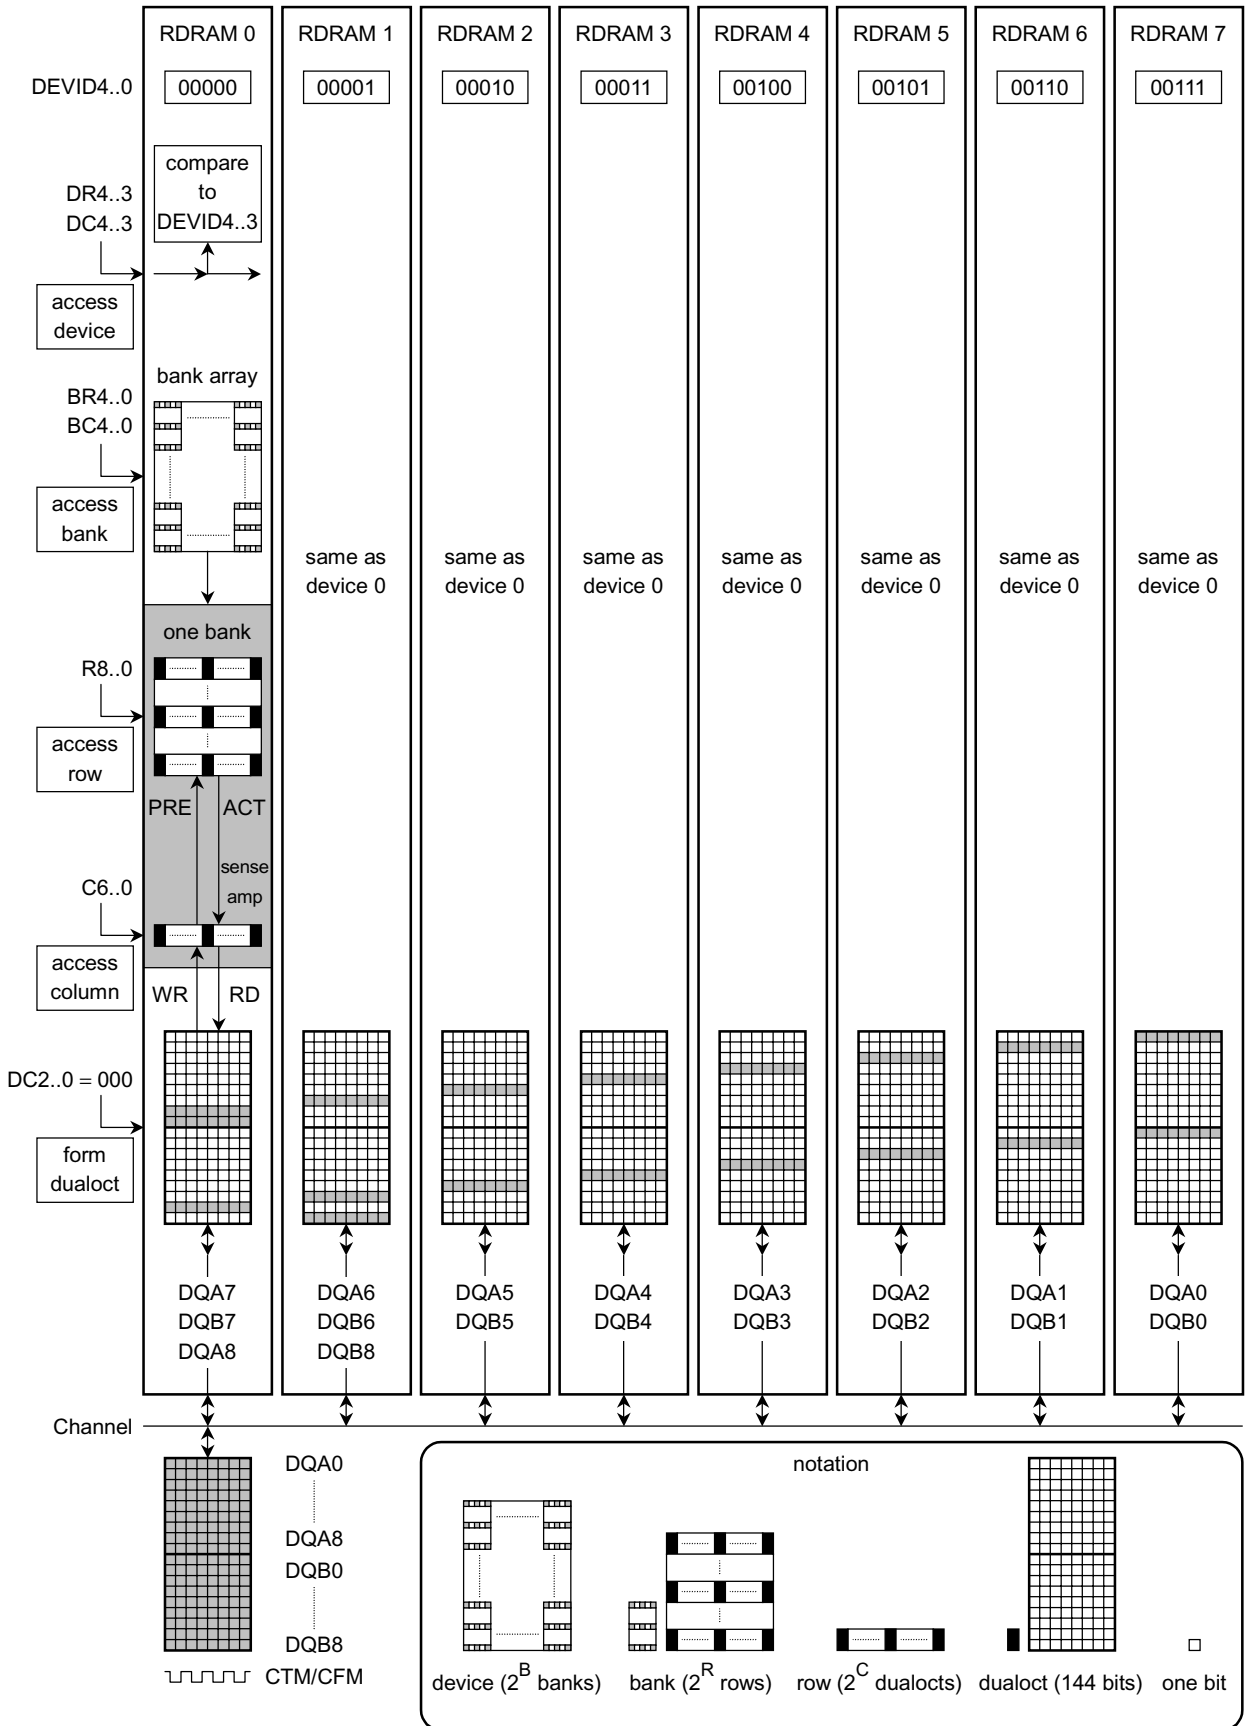 RDRAM 0 RDRAM 1 RDRAM 2 RDRAM 3 RDRAM 4 RDRAM 5 RDRAM 6 RDRAM 7
DEVID4..0 00000 00001 00010 00011 00100 00101 00110 00111
compare
to
DEVID4..3
DR4..3
DC4..3
access
device
bank array
BR4..0
BC4..0
access
bank
same as same as same as same as same as same as same as
device 0 device 0 device 0 device 0 device 0 device 0 device 0
one bank
R8..0
access
row
PRE ACT
sense
amp
C6..0
access
column
WR RD
DC2..0 = 000
form
dualoct
DQA7 DQA6 DQA5 DQA4 DQA3 DQA2 DQA1 DQA0
DQB7 DQB6 DQB5 DQB4 DQB3 DQB2 DQB1 DQB0
DQA8 DQB8
Channel
DQA0
DQA8
DQB0
DQB8
CTM/CFM
notation
device (2^B banks) bank (2^R rows) row (2^C dualocts) dualoct (144 bits) one bit